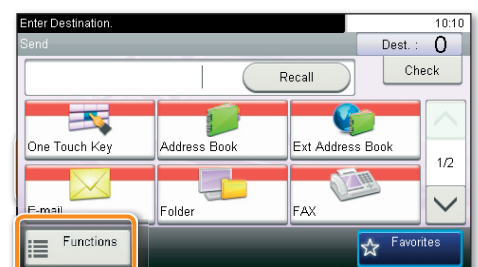 Enter Destination. 10:10
Send Dest. : 0
Recall Check
One Touch Key Address Book Ext Address Book
1/2
E-mail Folder FAX
Functions Favorites